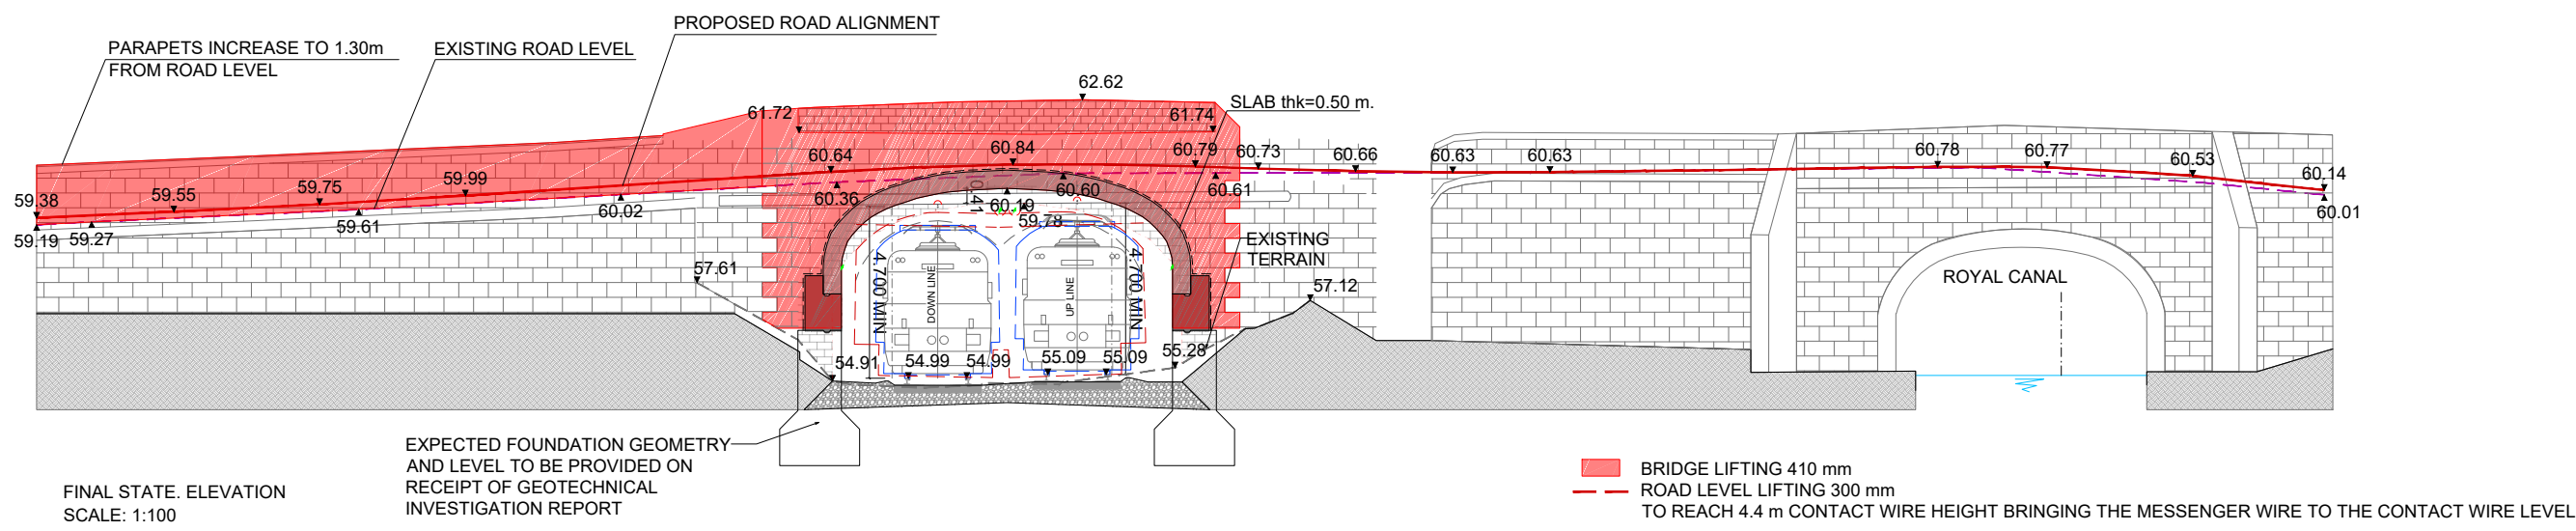 PROPOSED ROAD ALIGNMENT
PARAPETS INCREASE TO 1.30m
FROM ROAD LEVEL
EXISTING ROAD LEVEL
62.62
61.72
61.74
SLAB thk=0.50 m.
59.38
59.55
59.75
59.99
60.64
60.84
60.79
60.73
60.66
60.63
60.63
60.78
60.77
60.53
60.14
59.19
59.27
59.61
60.02
60.36
0.41
60.19
59.78
60.60
60.61
60.01
EXISTING
TERRAIN
57.61
57.12
4.700 MIN
DOWN LINE
UP LINE
4.700 MIN
ROYAL CANAL
54.91
54.99
54.99
55.09
55.09
55.28
EXPECTED FOUNDATION GEOMETRY
AND LEVEL TO BE PROVIDED ON
RECEIPT OF GEOTECHNICAL
INVESTIGATION REPORT
FINAL STATE. ELEVATION
SCALE: 1:100
BRIDGE LIFTING 410 mm
ROAD LEVEL LIFTING 300 mm
TO REACH 4.4 m CONTACT WIRE HEIGHT BRINGING THE MESSENGER WIRE TO THE CONTACT WIRE LEVEL